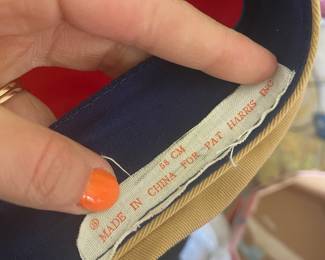 58 CM
MADE IN CHINA FOR PAT HARRIS